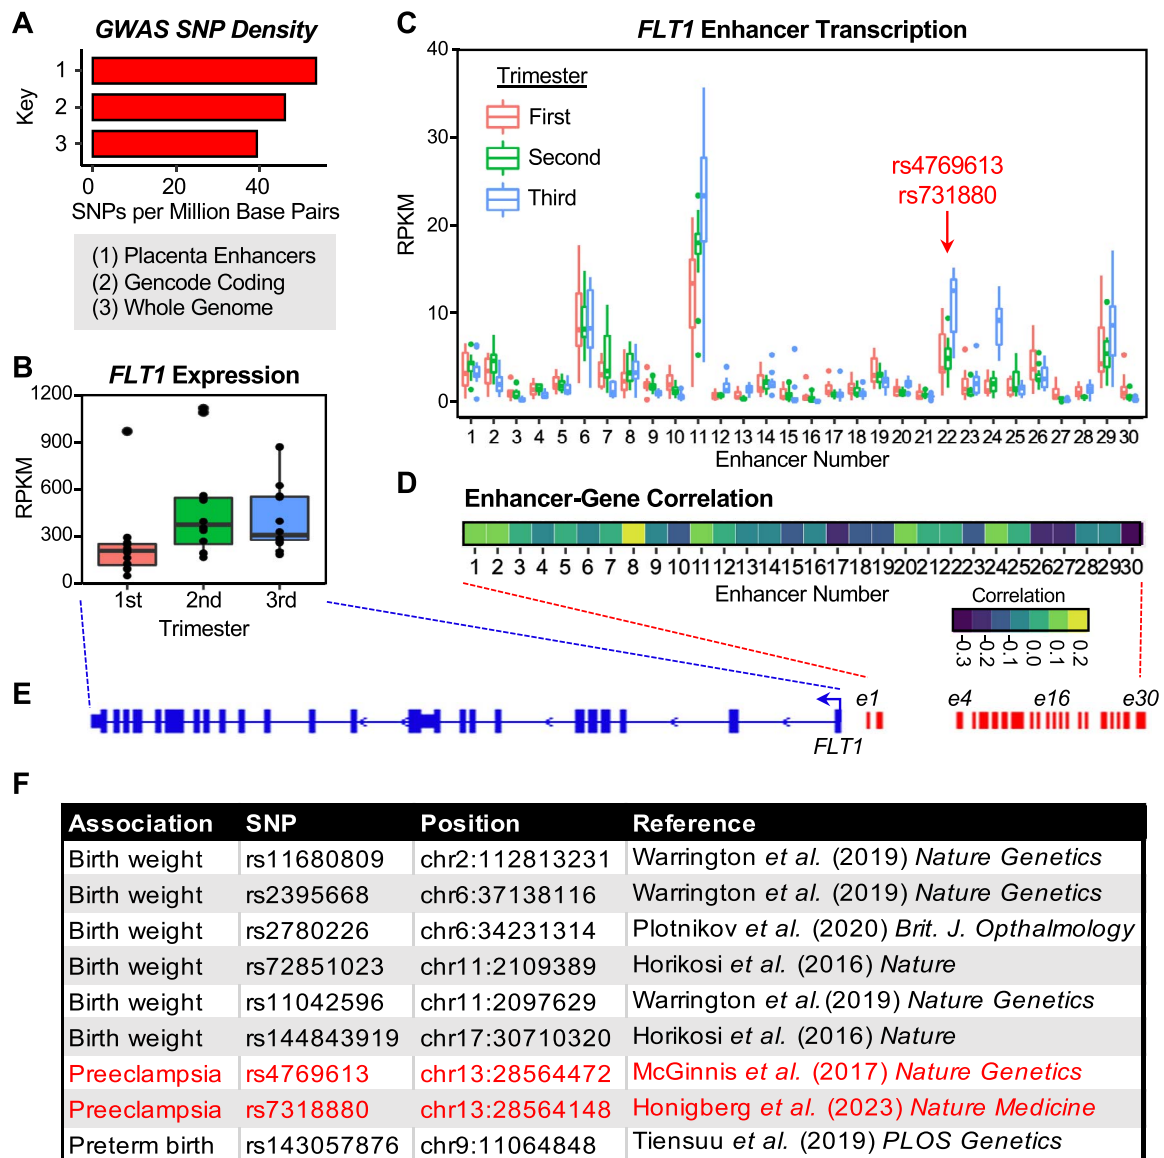 A
GWAS SNP Density
Key
1
2
3
0 20 40
SNPs per Million Base Pairs
(1) Placenta Enhancers
(2) Gencode Coding
(3) Whole Genome
B
FLT1 Expression
RPKM
1200
900
600
300
0
1st 2nd 3rd
Trimester
C
FLT1 Enhancer Transcription
RPKM
40
30
20
10
0
Trimester
First
Second
Third
rs4769613
rs731880
1 2 3 4 5 6 7 8 9 10 11 12 13 14 15 16 17 18 19 20 21 22 23 24 25 26 27 28 29 30
Enhancer Number
D
Enhancer-Gene Correlation
1 2 3 4 5 6 7 8 9 10 11 12 13 14 15 16 17 18 19 20 21 22 23 24 25 26 27 28 29 30
Enhancer Number
Correlation
-0.3 -0.2 -0.1 0.0 0.1 0.2
E
FLT1
e1 e4 e16 e30
F
Association SNP Position Reference
Birth weight rs11680809 chr2:112813231 Warrington et al. (2019) Nature Genetics
Birth weight rs2395668 chr6:37138116 Warrington et al. (2019) Nature Genetics
Birth weight rs2780226 chr6:34231314 Plotnikov et al. (2020) Brit. J. Opthalmology
Birth weight rs72851023 chr11:2109389 Horikosi et al. (2016) Nature
Birth weight rs11042596 chr11:2097629 Warrington et al. (2019) Nature Genetics
Birth weight rs144843919 chr17:30710320 Horikosi et al. (2016) Nature
Preeclampsia rs4769613 chr13:28564472 McGinnis et al. (2017) Nature Genetics
Preeclampsia rs7318880 chr13:28564148 Honigberg et al. (2023) Nature Medicine
Preterm birth rs143057876 chr9:11064848 Tiensuu et al. (2019) PLOS Genetics